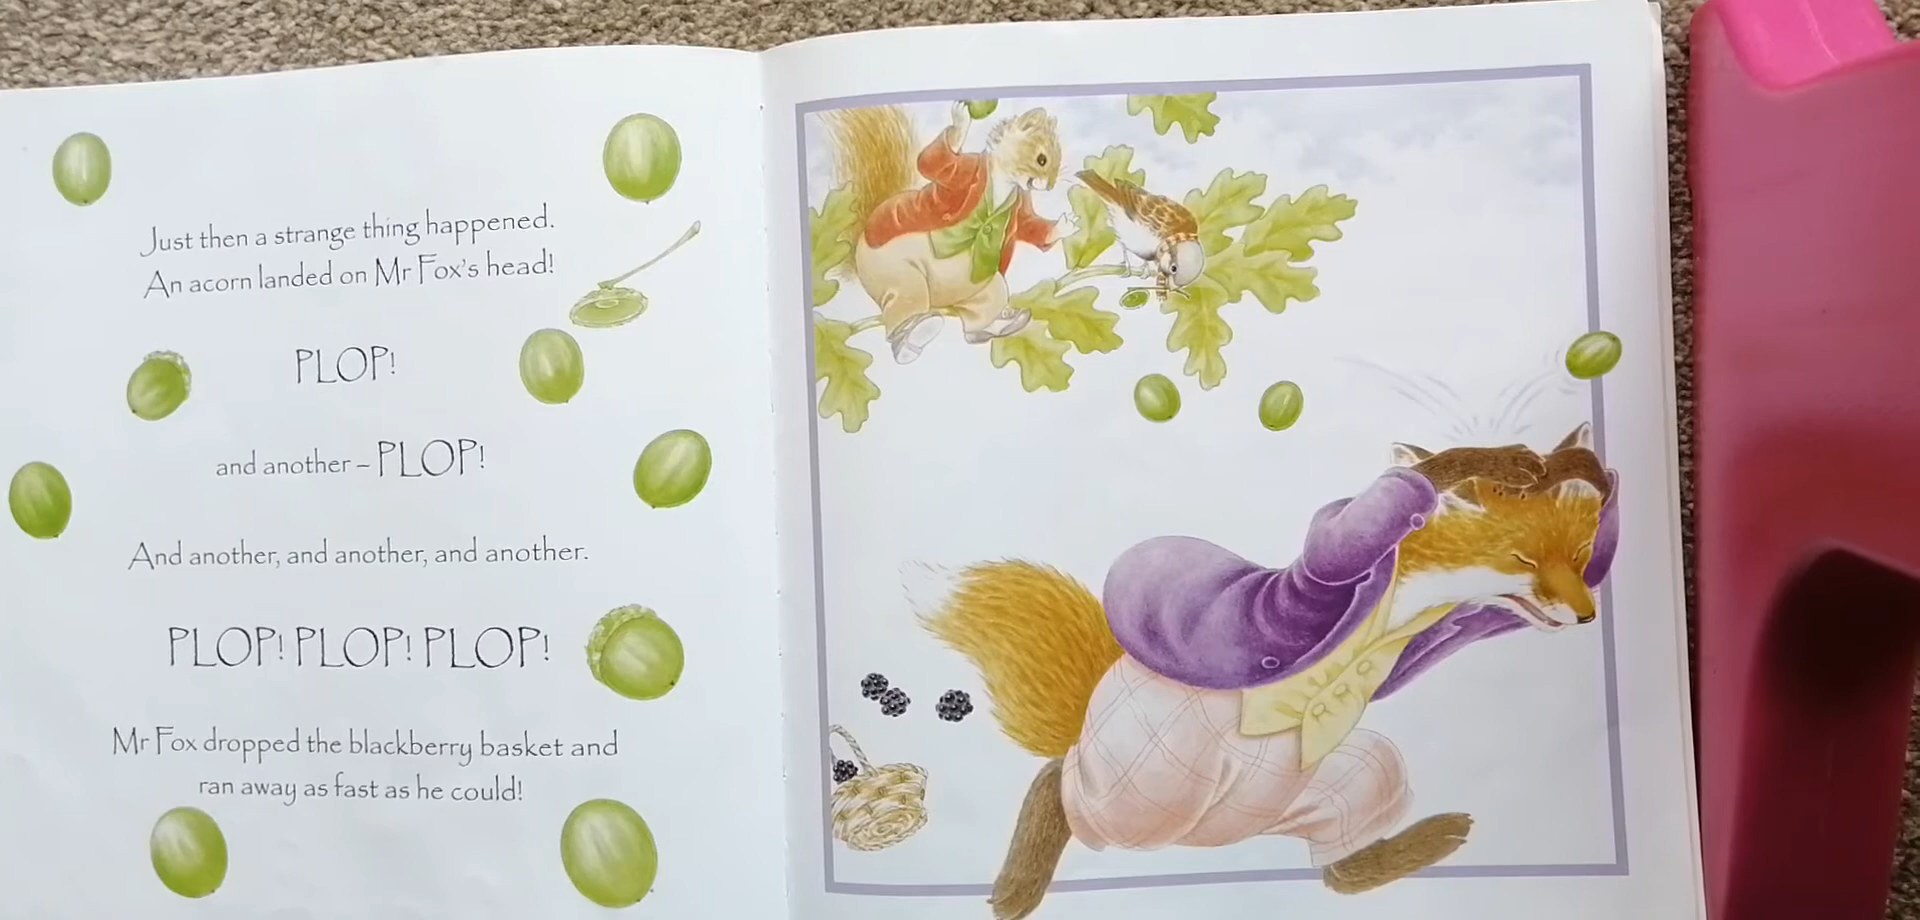 Just then a strange thing happened.
An acorn landed on Mr Fox's head!
PLOP!
and another – PLOP!
And another, and another, and another.
PLOP! PLOP! PLOP!
Mr Fox dropped the blackberry basket and
ran away as fast as he could!